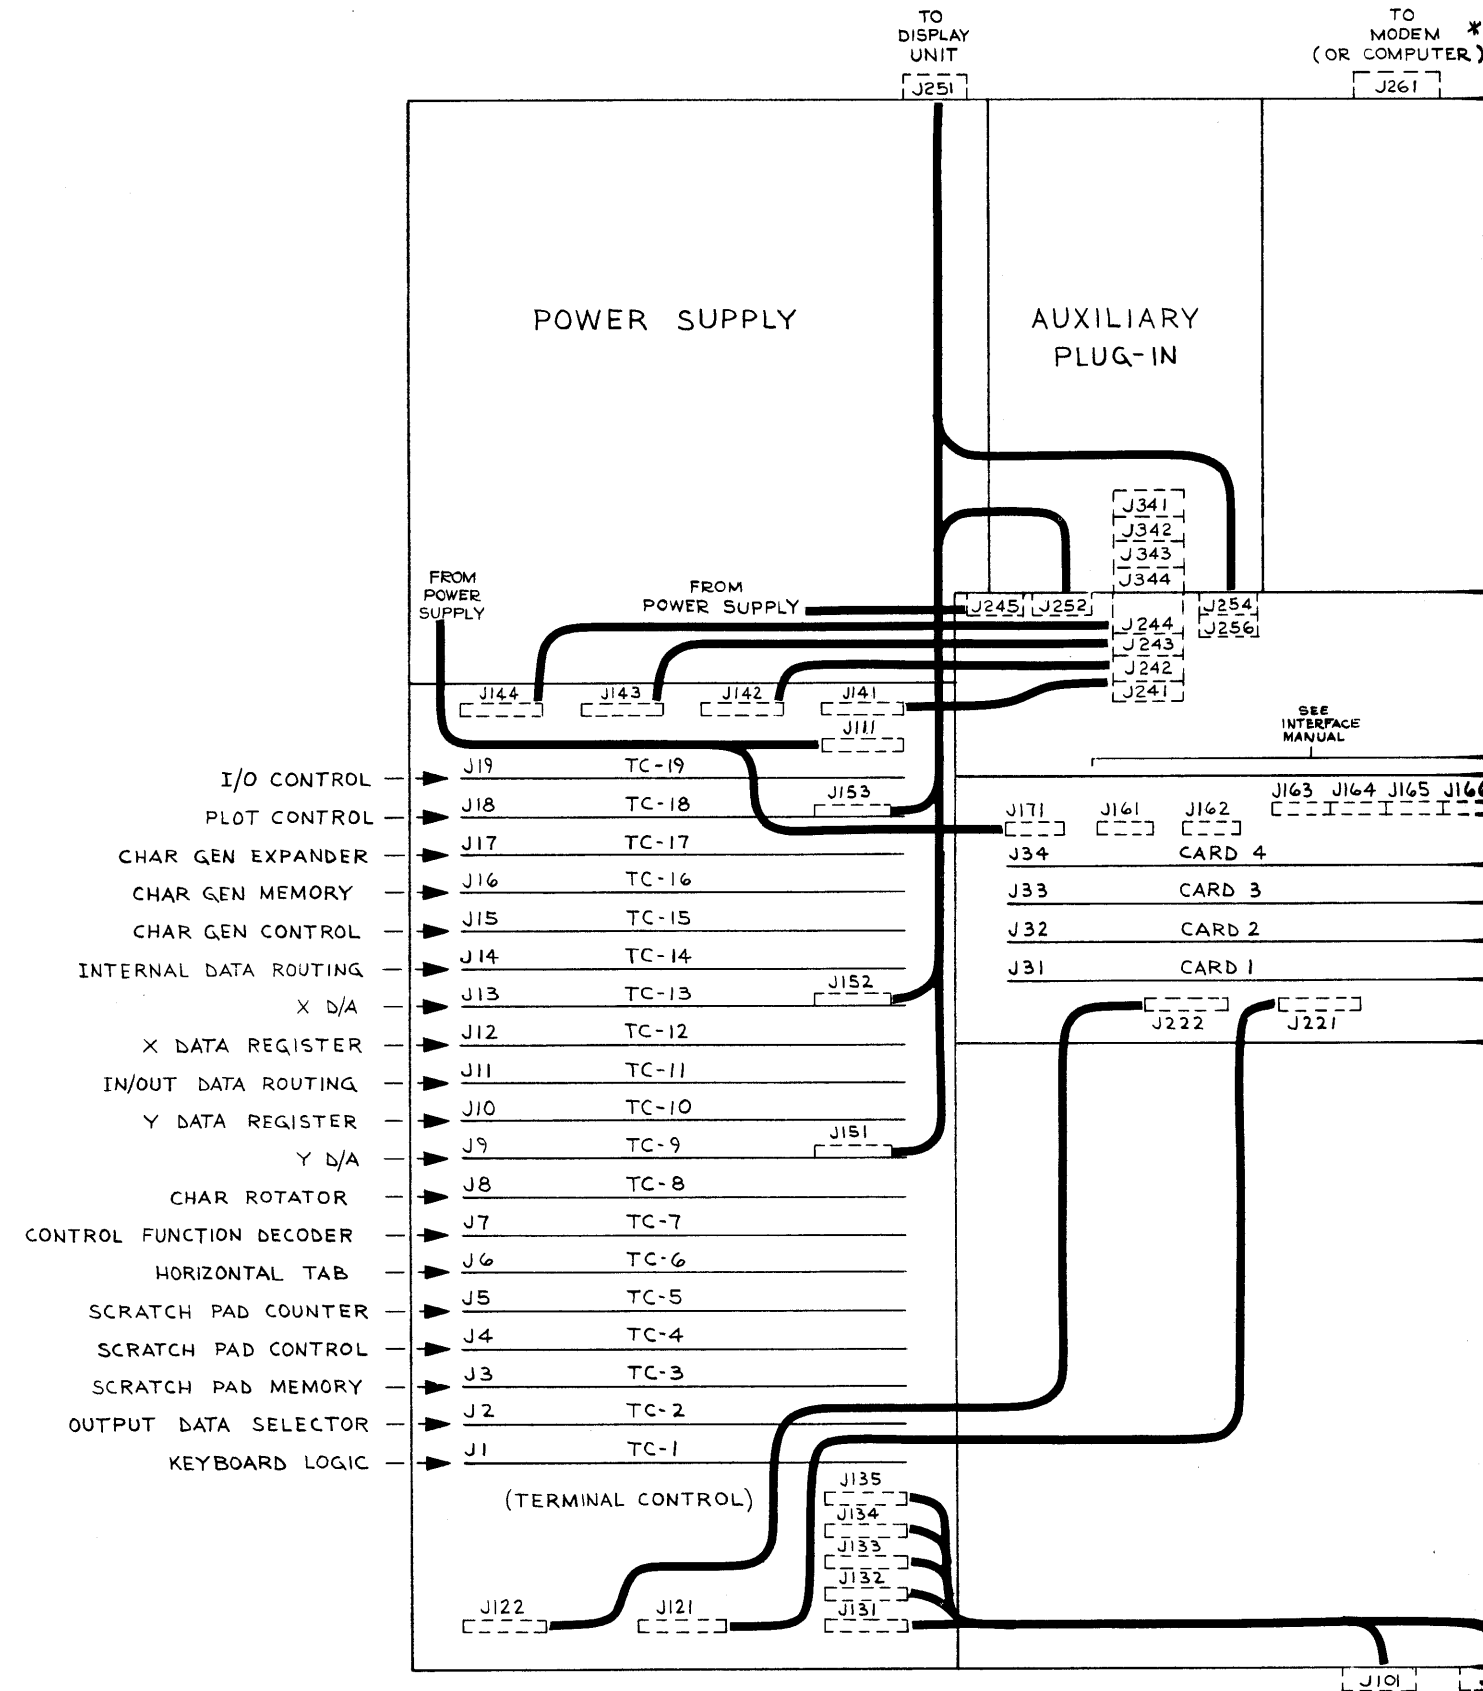 TO
DISPLAY
UNIT
J251
TO
MODEM *
(OR COMPUTER)
J261
POWER SUPPLY
AUXILIARY
PLUG-IN
J341
J342
J343
J344
FROM
POWER
SUPPLY
FROM
POWER SUPPLY
J245
J252
J254
J256
J244
J243
J242
J241
J144
J143
J142
J141
J111
SEE
INTERFACE
MANUAL
I/O CONTROL
J19
TC-19
PLOT CONTROL
J18
TC-18
J153
J163
J164
J165
J166
J171
J161
J162
CHAR GEN EXPANDER
J17
TC-17
J34
CARD 4
CHAR GEN MEMORY
J16
TC-16
J33
CARD 3
CHAR GEN CONTROL
J15
TC-15
J32
CARD 2
INTERNAL DATA ROUTING
J14
TC-14
J31
CARD 1
X D/A
J13
TC-13
J152
J222
J221
X DATA REGISTER
J12
TC-12
IN/OUT DATA ROUTING
J11
TC-11
Y DATA REGISTER
J10
TC-10
Y D/A
J9
TC-9
J151
CHAR ROTATOR
J8
TC-8
CONTROL FUNCTION DECODER
J7
TC-7
HORIZONTAL TAB
J6
TC-6
SCRATCH PAD COUNTER
J5
TC-5
SCRATCH PAD CONTROL
J4
TC-4
SCRATCH PAD MEMORY
J3
TC-3
OUTPUT DATA SELECTOR
J2
TC-2
KEYBOARD LOGIC
J1
TC-1
(TERMINAL CONTROL)
J135
J134
J133
J132
J131
J122
J121
J101